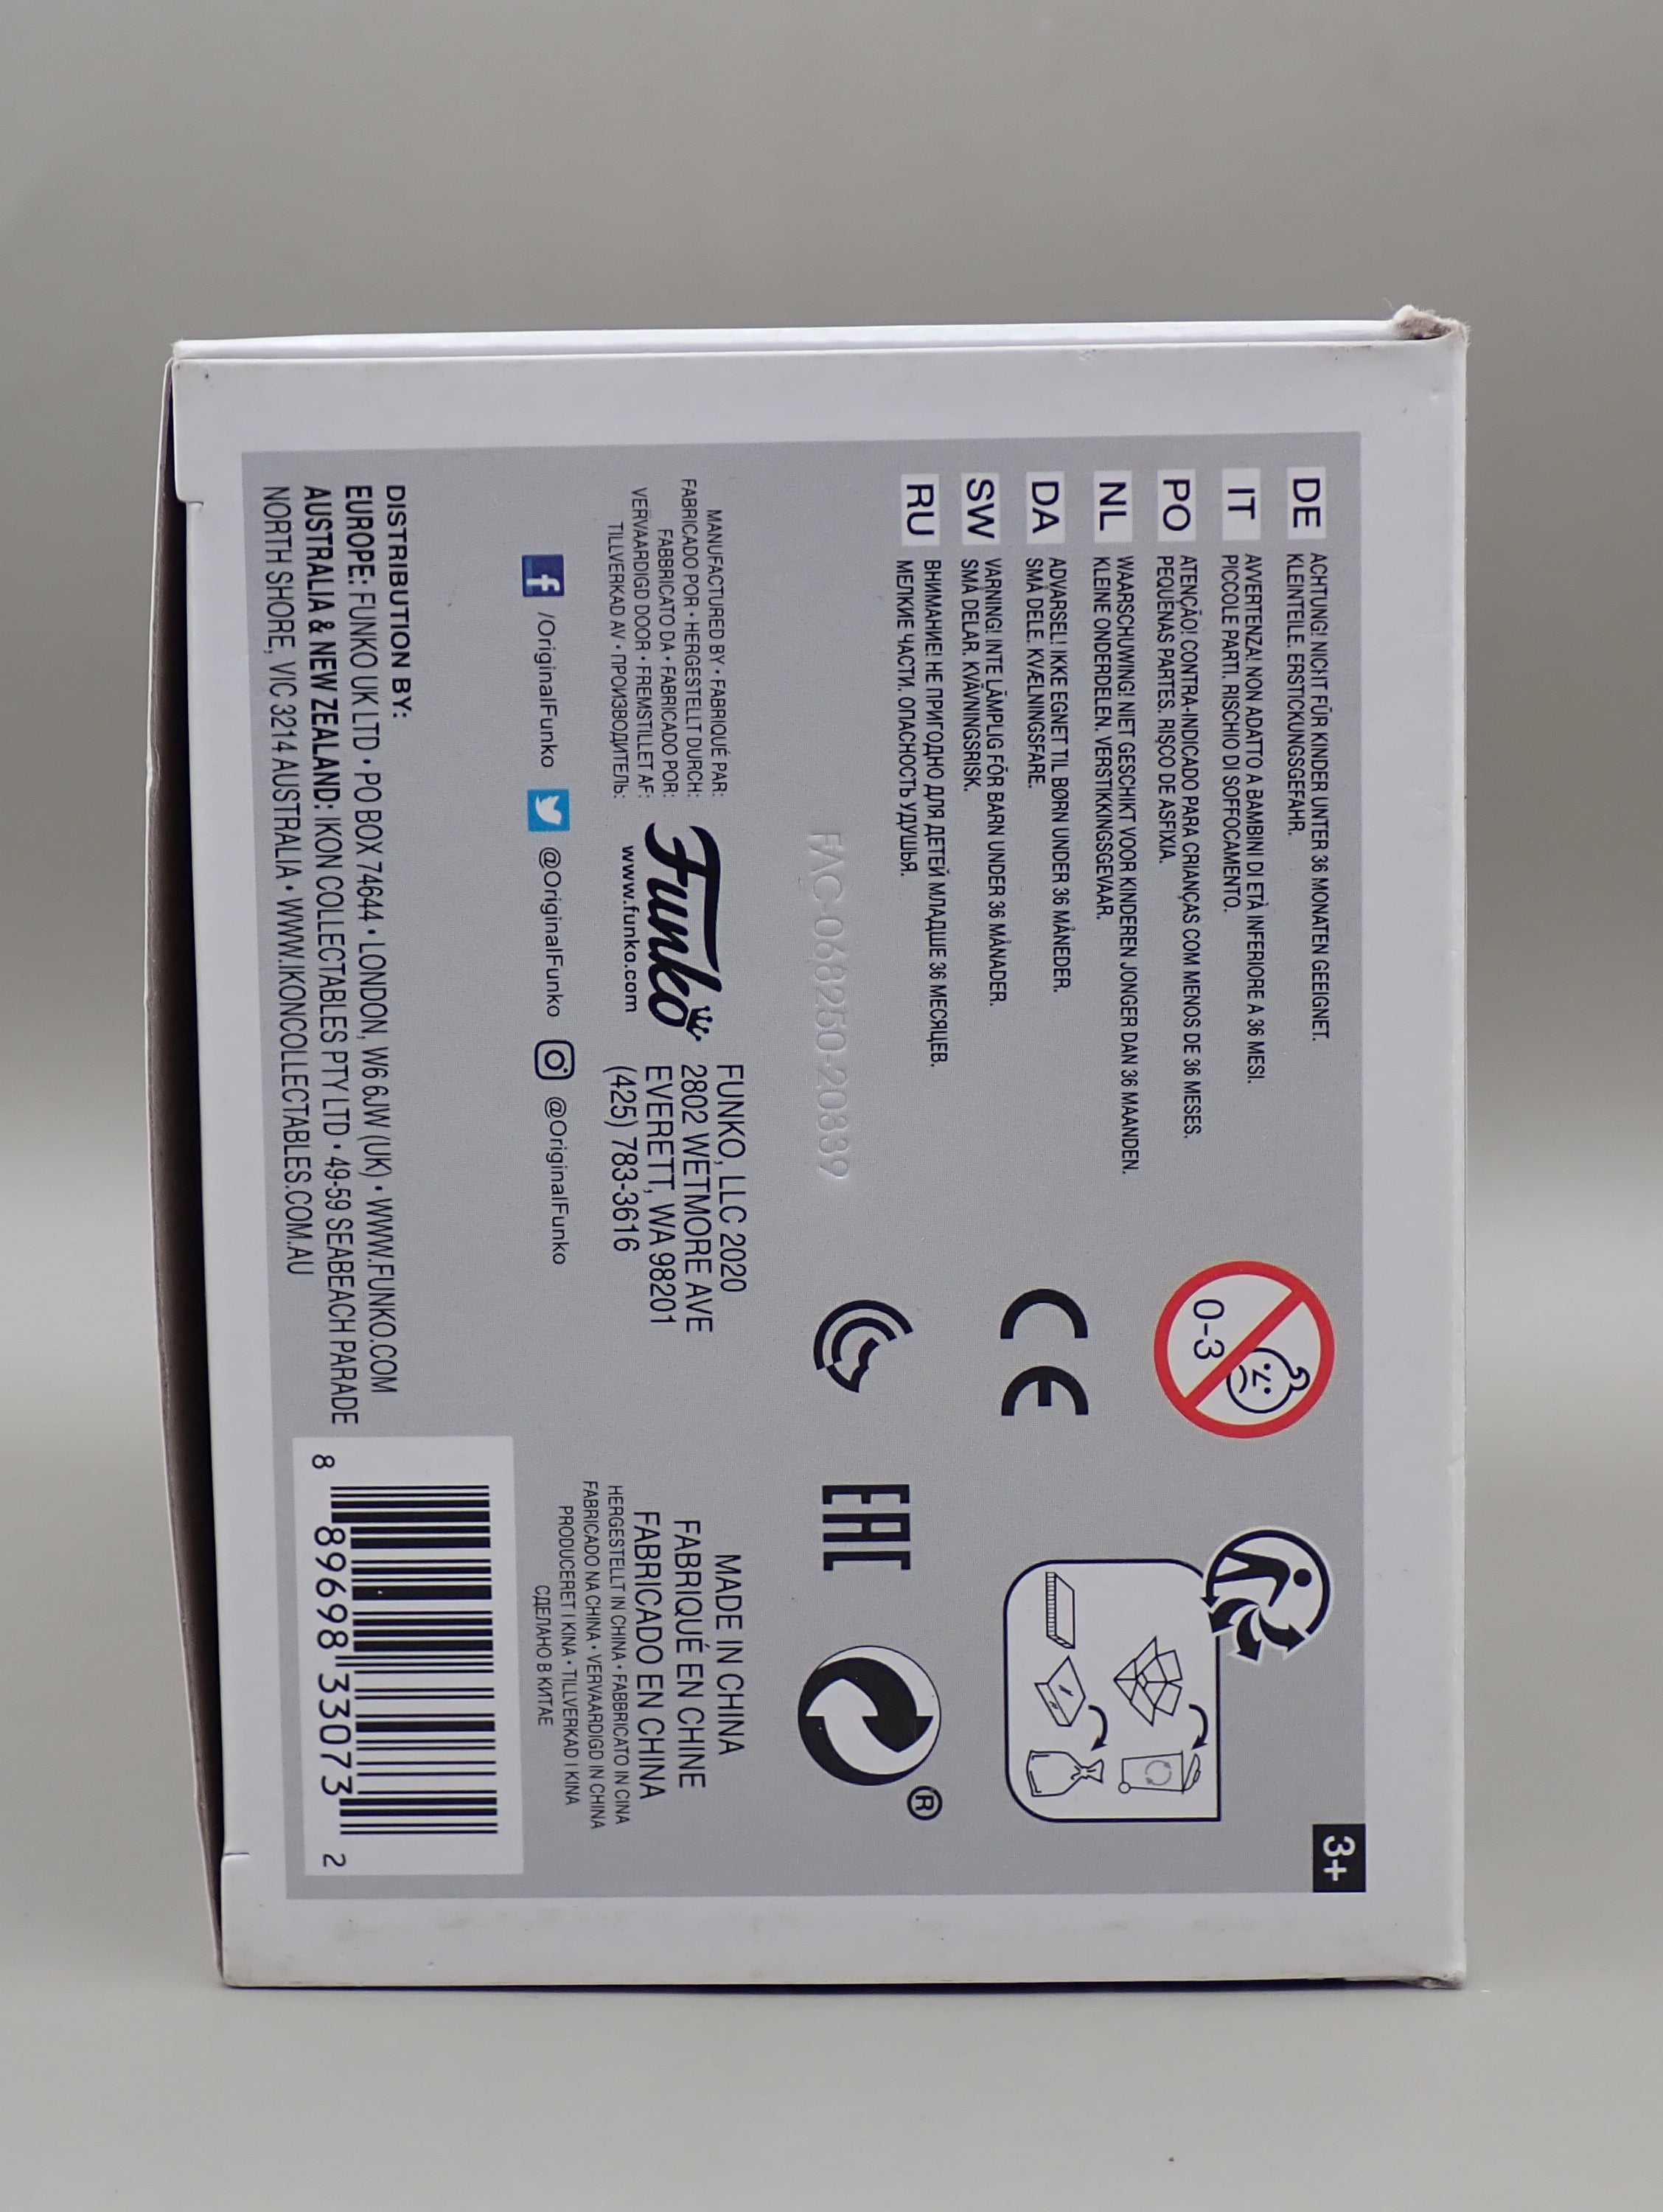 3+
DE
ACHTUNG! NICHT FÜR KINDER UNTER 36 MONATEN GEEIGNET.
KLEINTEILE. ERSTICKUNGSGEFAHR.
IT
AVVERTENZA! NON ADATTO A BAMBINI DI ETÀ INFERIORE A 36 MESI.
PICCOLE PARTI. RISCHIO DI SOFFOCAMENTO.
PO
ATENÇÃO! CONTRA-INDICADO PARA CRIANÇAS COM MENOS DE 36 MESES.
PEQUENAS PARTES. RISCO DE ASFIXIA.
NL
WAARSCHUWING! NIET GESCHIKT VOOR KINDEREN JONGER DAN 36 MAANDEN.
KLEINE ONDERDELEN. VERSTIKKINGSGEVAAR.
DA
ADVARSEL! IKKE EGNET TIL BØRN UNDER 36 MÅNEDER.
SMÅ DELE. KVÆLNINGSFARE.
SW
VARNING! INTE LÄMPLIG FÖR BARN UNDER 36 MÅNADER.
SMÅ DELAR. KVÄVNINGSRISK.
RU
ВНИМАНИЕ! НЕ ПРИГОДНО ДЛЯ ДЕТЕЙ МЛАДШЕ 36 МЕСЯЦЕВ.
МЕЛКИЕ ЧАСТИ. ОПАСНОСТЬ УДУШЬЯ.
0-3
CE
EAC
®
FAC-068250-20339
MANUFACTURED BY • FABRIQUÉ PAR:
FABRICADO POR • HERGESTELLT DURCH:
FABBRICATO DA • FABRICADO POR:
VERVAARDIGD DOOR • FREMSTILLET AF:
TILLVERKAD AV • ПРОИЗВОДИТЕЛЬ:
Funko
www.funko.com
FUNKO, LLC 2020
2802 WETMORE AVE
EVERETT, WA 98201
(425) 783-3616
MADE IN CHINA
FABRIQUÉ EN CHINE
FABRICADO EN CHINA
HERGESTELLT IN CHINA • FABBRICATO IN CINA
FABRICADO NA CHINA • VERVAARDIGD IN CHINA
PRODUCERET I KINA • TILLVERKAD I KINA
СДЕЛАНО В КИТАЕ
f /OriginalFunko @OriginalFunko @OriginalFunko
DISTRIBUTION BY:
EUROPE: FUNKO UK LTD • PO BOX 74644 • LONDON, W6 6JW (UK) • WWW.FUNKO.COM
AUSTRALIA & NEW ZEALAND: IKON COLLECTABLES PTY LTD • 49-59 SEABEACH PARADE
NORTH SHORE, VIC 3214 AUSTRALIA • WWW.IKONCOLLECTABLES.COM.AU
8 89698 33073 2